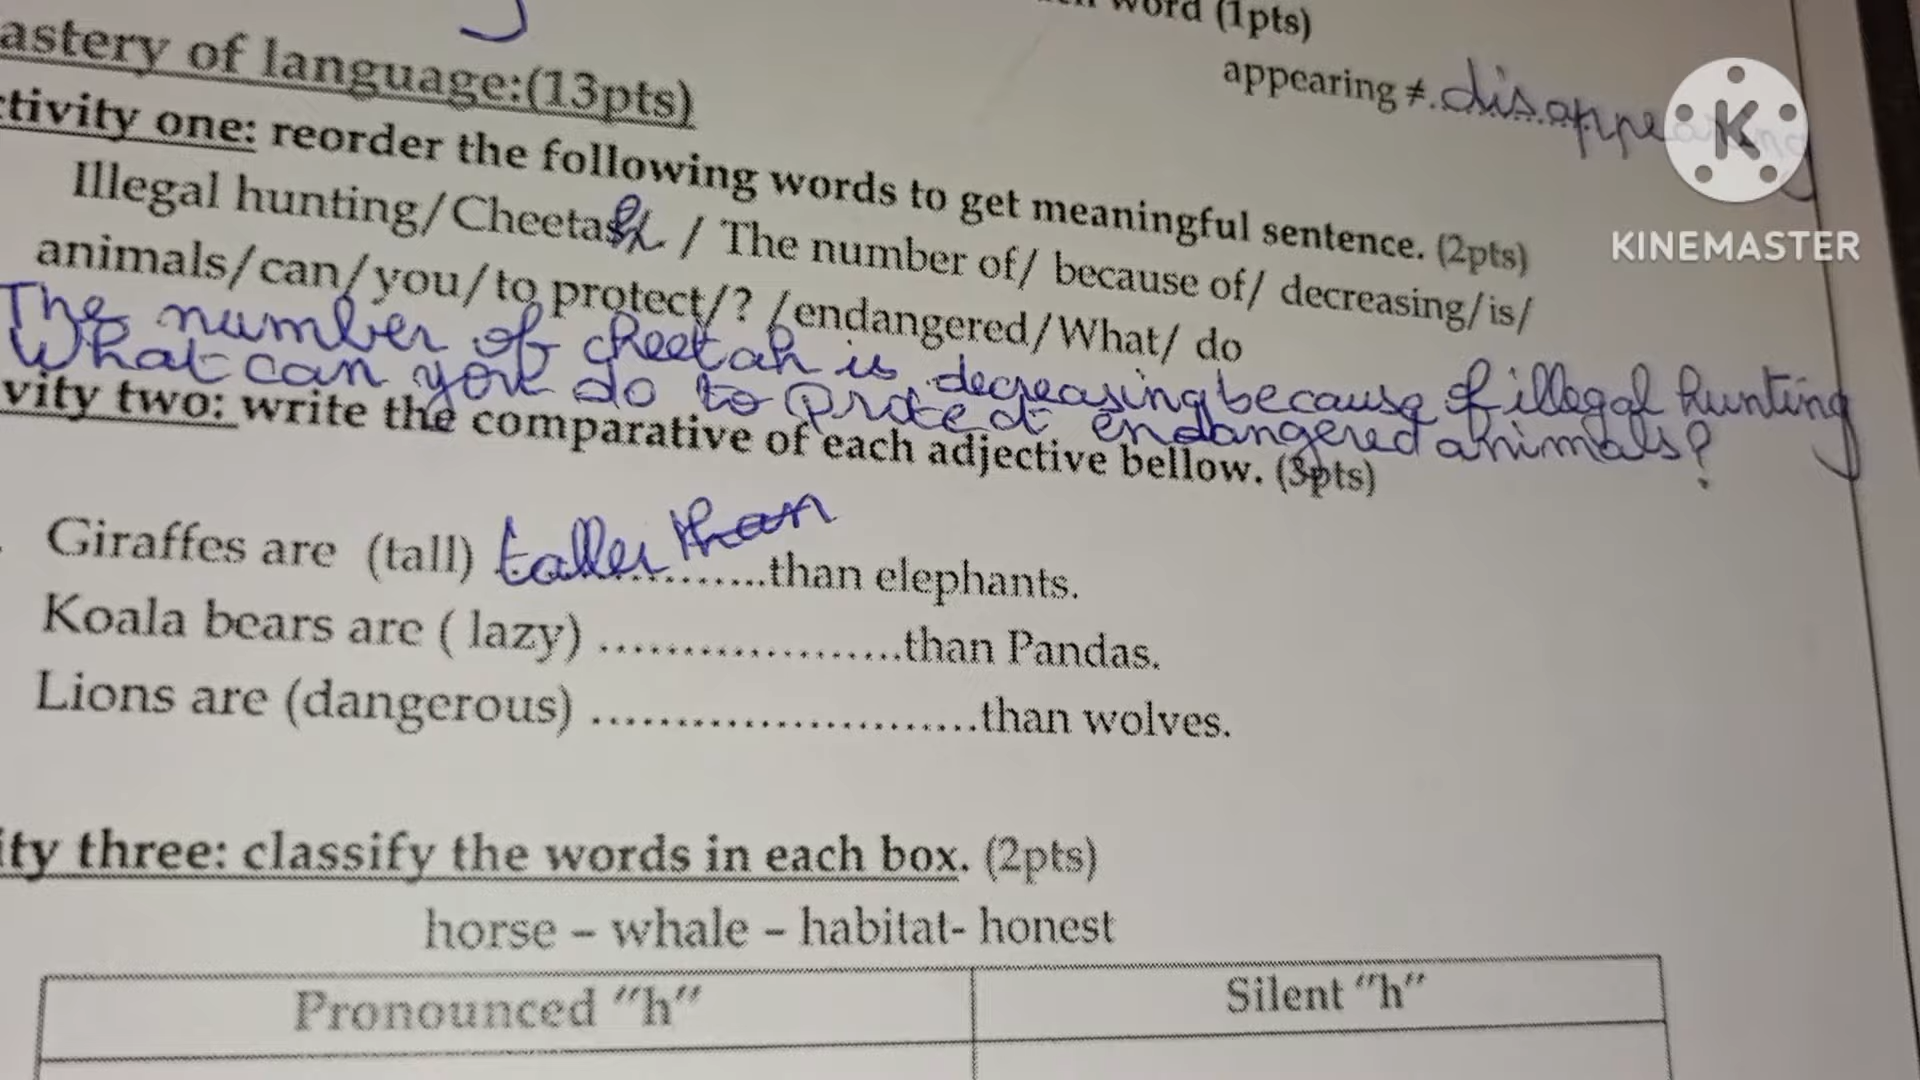 word (1pts)
astery of language:(13pts)
appearing ≠ disappearing
KINEMASTER
tivity one: reorder the following words to get meaningful sentence. (2pts)
Illegal hunting/Cheetah / The number of/ because of/ decreasing/is/
animals/can/you/to protect/? /endangered/What/ do
The number of cheetah is decreasing because of illegal hunting
What can you do to protect endangered animals?
vity two: write the comparative of each adjective bellow. (3pts)
Giraffes are (tall) taller than ...........than elephants.
Koala bears are ( lazy) ....................than Pandas.
Lions are (dangerous) .........................than wolves.
ity three: classify the words in each box. (2pts)
horse – whale – habitat- honest
Pronounced "h" Silent "h"